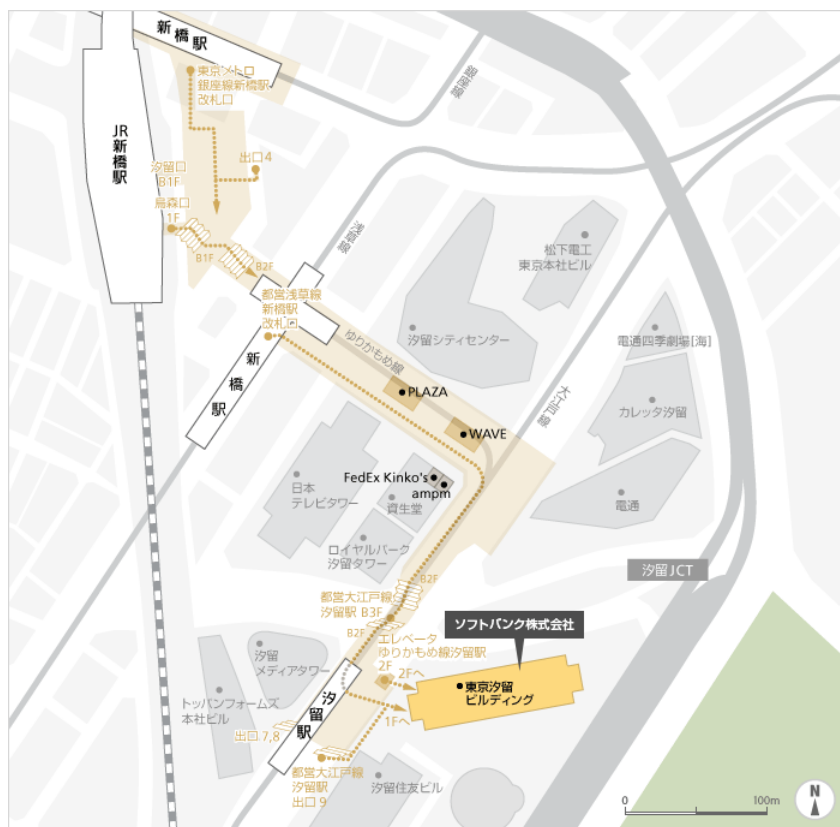 新橋駅
東京メトロ
銀座線新橋駅
改札口
銀座線
JR新橋駅
出口4
汐留口
B1F
烏森口
1F
B1F
B2F
浅草線
都営浅草線
新橋駅
改札口
新橋駅
松下電工
東京本社ビル
汐留シティセンター
ゆりかもめ線
電通四季劇場[海]
PLAZA
大江戸線
カレッタ汐留
WAVE
FedEx Kinko's
ampm
日本
テレビタワー
資生堂
電通
ロイヤルパーク
汐留タワー
汐留JCT
B2F
都営大江戸線
汐留駅 B3F
B2F
ソフトバンク株式会社
エレベータ
ゆりかもめ線汐留駅
2F
2Fへ
汐留
メディアタワー
東京汐留
ビルディング
トッパンフォームズ
本社ビル
汐留駅
1Fへ
出口7,8
都営大江戸線
汐留駅
出口9
汐留住友ビル
0
100m
N